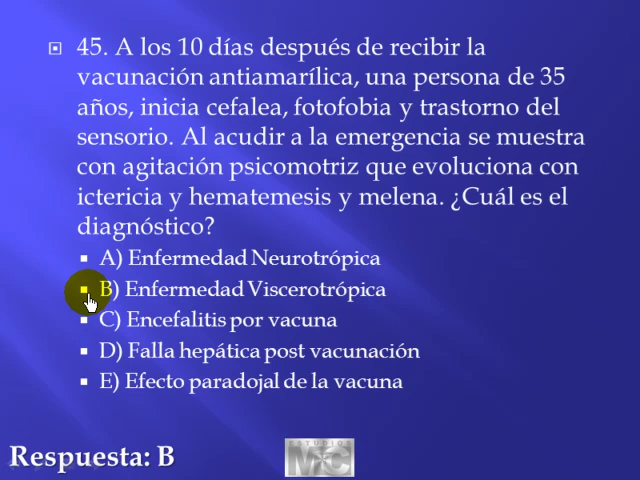 45. A los 10 días después de recibir la
vacunación antiamarílica, una persona de 35
años, inicia cefalea, fotofobia y trastorno del
sensorio. Al acudir a la emergencia se muestra
con agitación psicomotriz que evoluciona con
ictericia y hematemesis y melena. ¿Cuál es el
diagnóstico?
A) Enfermedad Neurotrópica
B) Enfermedad Viscerotrópica
C) Encefalitis por vacuna
D) Falla hepática post vacunación
E) Efecto paradojal de la vacuna
Respuesta: B
ESTUDIOS
MC